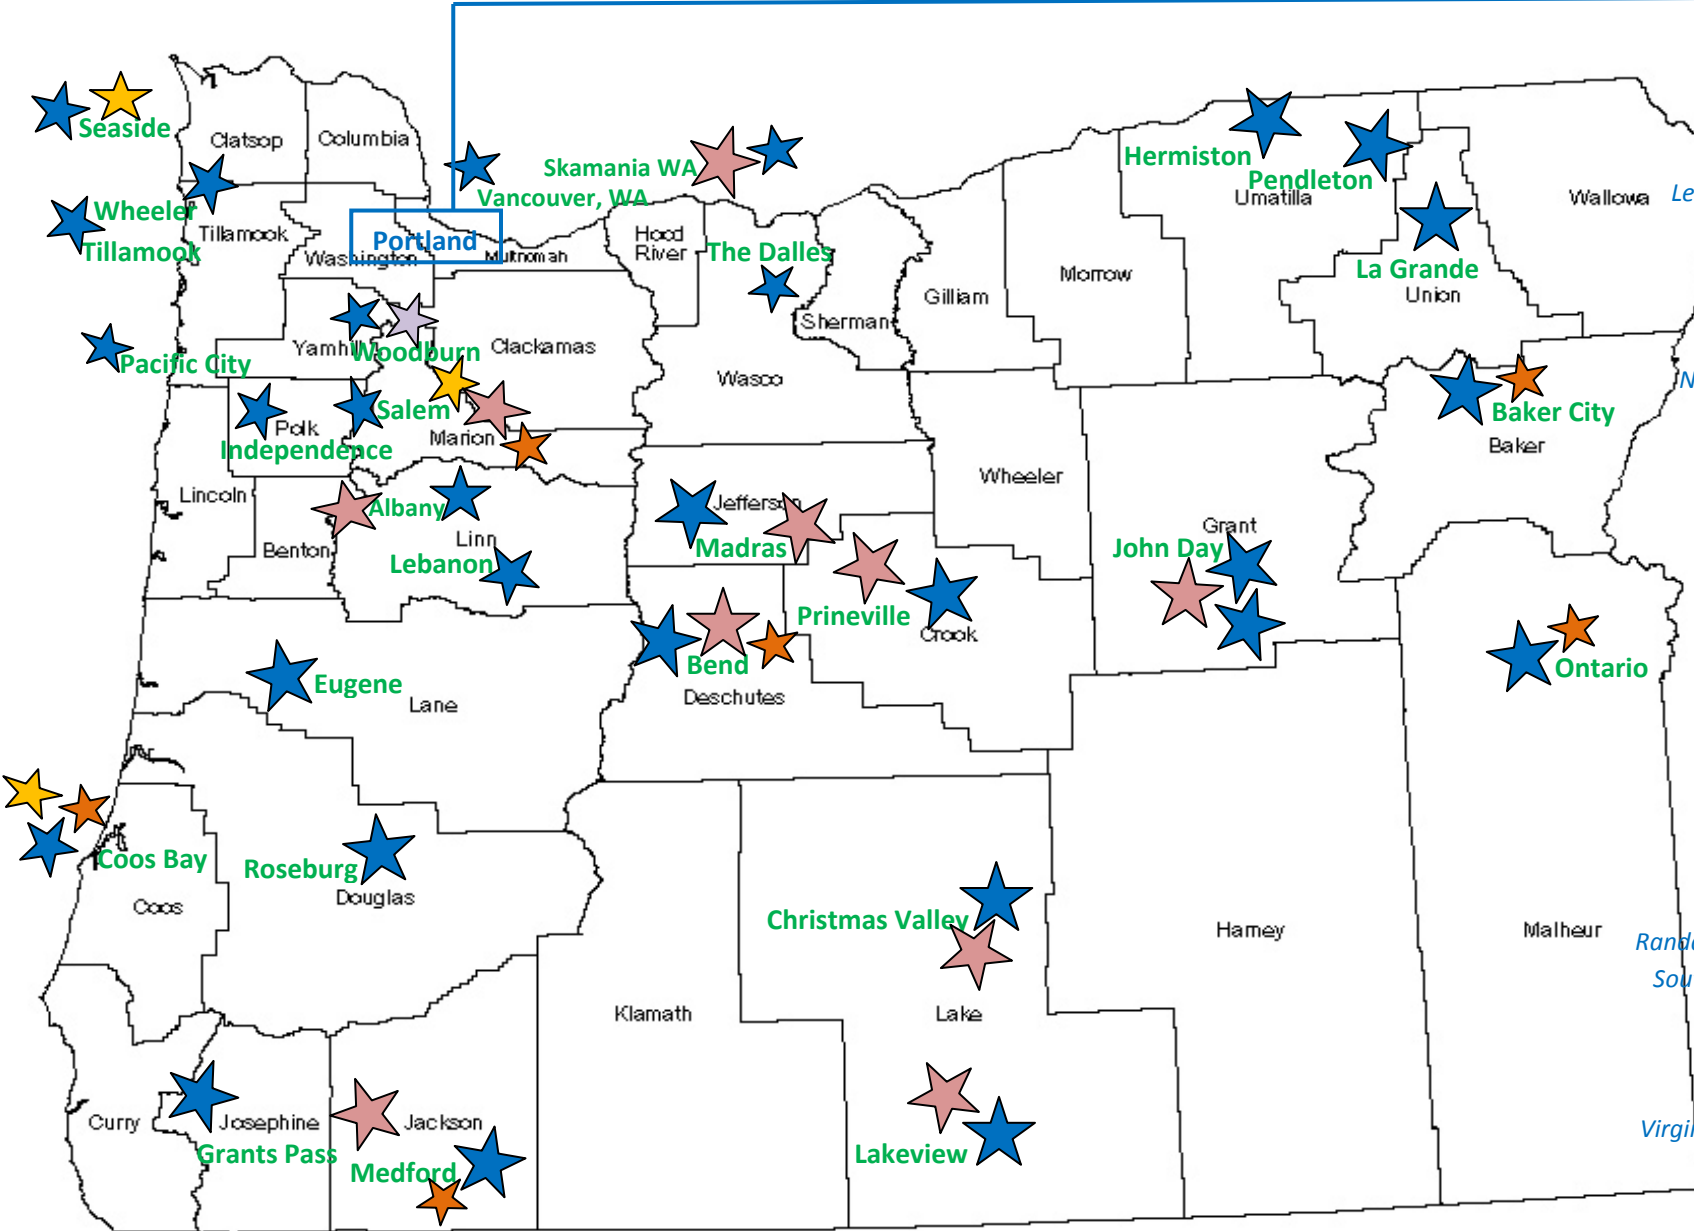 Seaside
Clatsop
Columbia
Skamania WA
Vancouver, WA
Hermiston
Pendleton
Umatilla
Wallowa
Le
Wheeler
Tillamook
Tillamook
Portland
Washington
Multnomah
Hood
River
The Dalles
Sherman
Gilliam
Morrow
La Grande
Union
Pacific City
Yamhill
Woodburn
Clackamas
Wasco
Salem
Polk
Marion
Independence
Baker City
Baker
N
Wheeler
Lincoln
Albany
Linn
Benton
Lebanon
Jefferson
Madras
Grant
John Day
Prineville
Crook
Bend
Deschutes
Ontario
Eugene
Lane
Coos Bay
Coos
Roseburg
Douglas
Christmas Valley
Harney
Malheur
Rand
Sou
Klamath
Lake
Curry
Josephine
Grants Pass
Jackson
Medford
Lakeview
Virgil